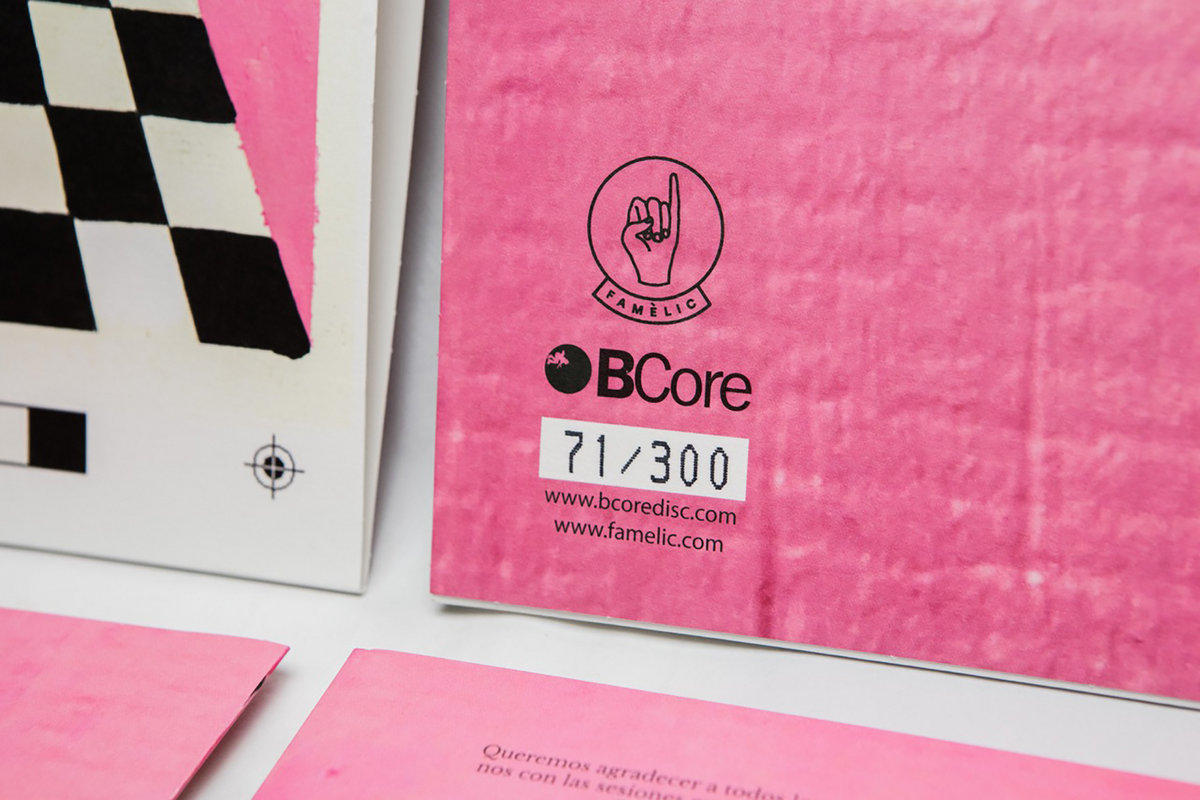 FAMÈLIC
BCore
71/300
www.bcoredisc.com
www.famelic.com
Queremos agradecer a todos
nos con las sesiones